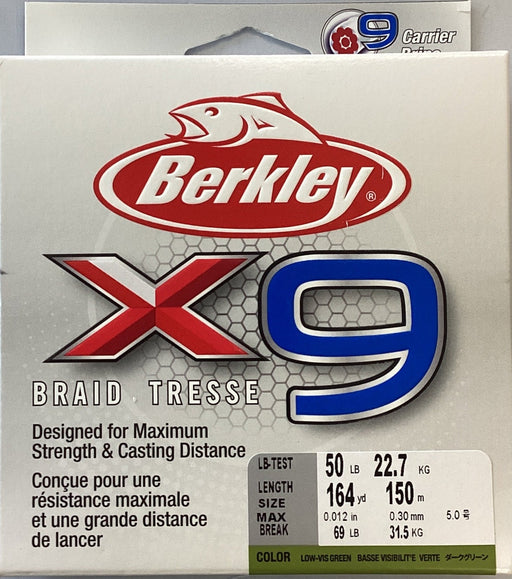 9 Carrier
Berkley®
X9
BRAID . TRESSE
Designed for Maximum
Strength & Casting Distance
Conçue pour une
résistance maximale
et une grande distance
de lancer
LB-TEST 50 LB 22.7 KG
LENGTH 164 yd 150 m
SIZE 0.012 in 0.30 mm 5.0 号
MAX BREAK 69 LB 31.5 KG
COLOR LOW-VIS GREEN BASSE VISIBILIT'E VERTE ダークグリーン